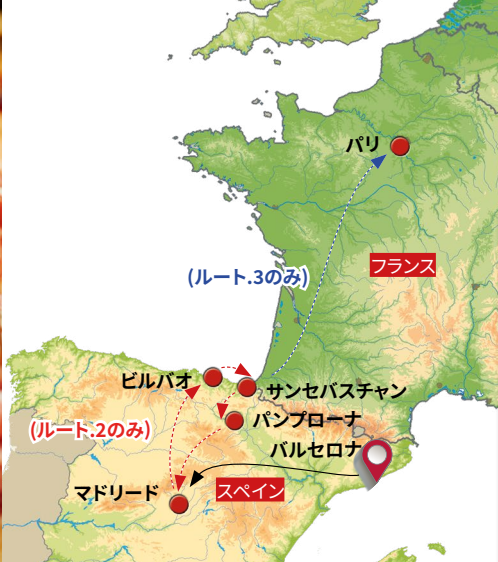 パリ
フランス
(ルート.3のみ)
ビルバオ
サンセバスチャン
パンプローナ
(ルート.2のみ)
バルセロナ
マドリード
スペイン